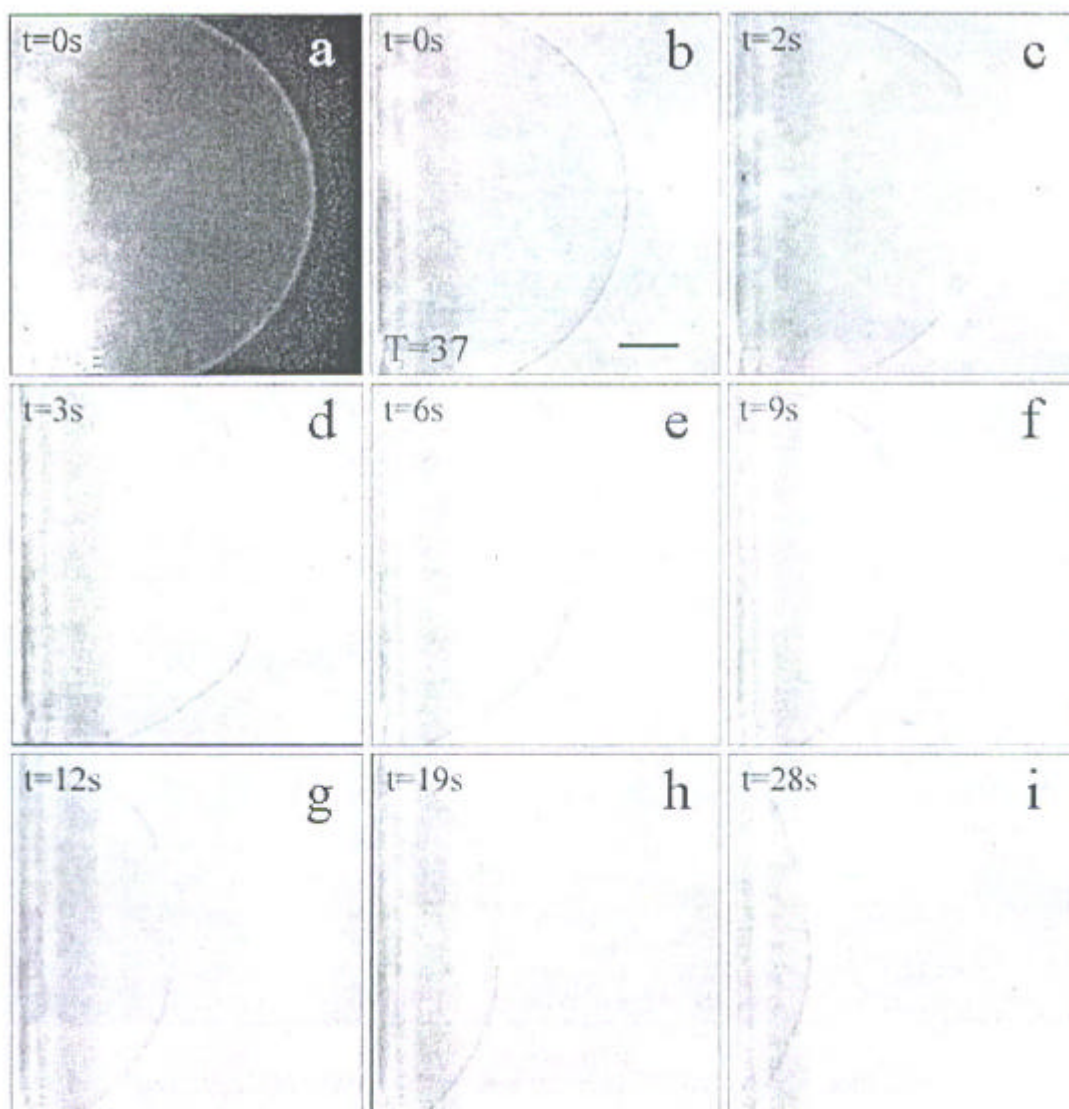 t=0s a
t=0s b
t=2s c
T=37
t=3s d
t=6s e
t=9s f
t=12s g
t=19s h
t=28s i